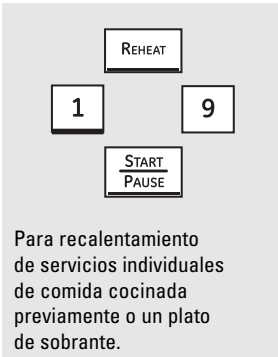 REHEAT
1 9
START
PAUSE
Para recalentamiento
de servicios individuales
de comida cocinada
previamente o un plato
de sobrante.